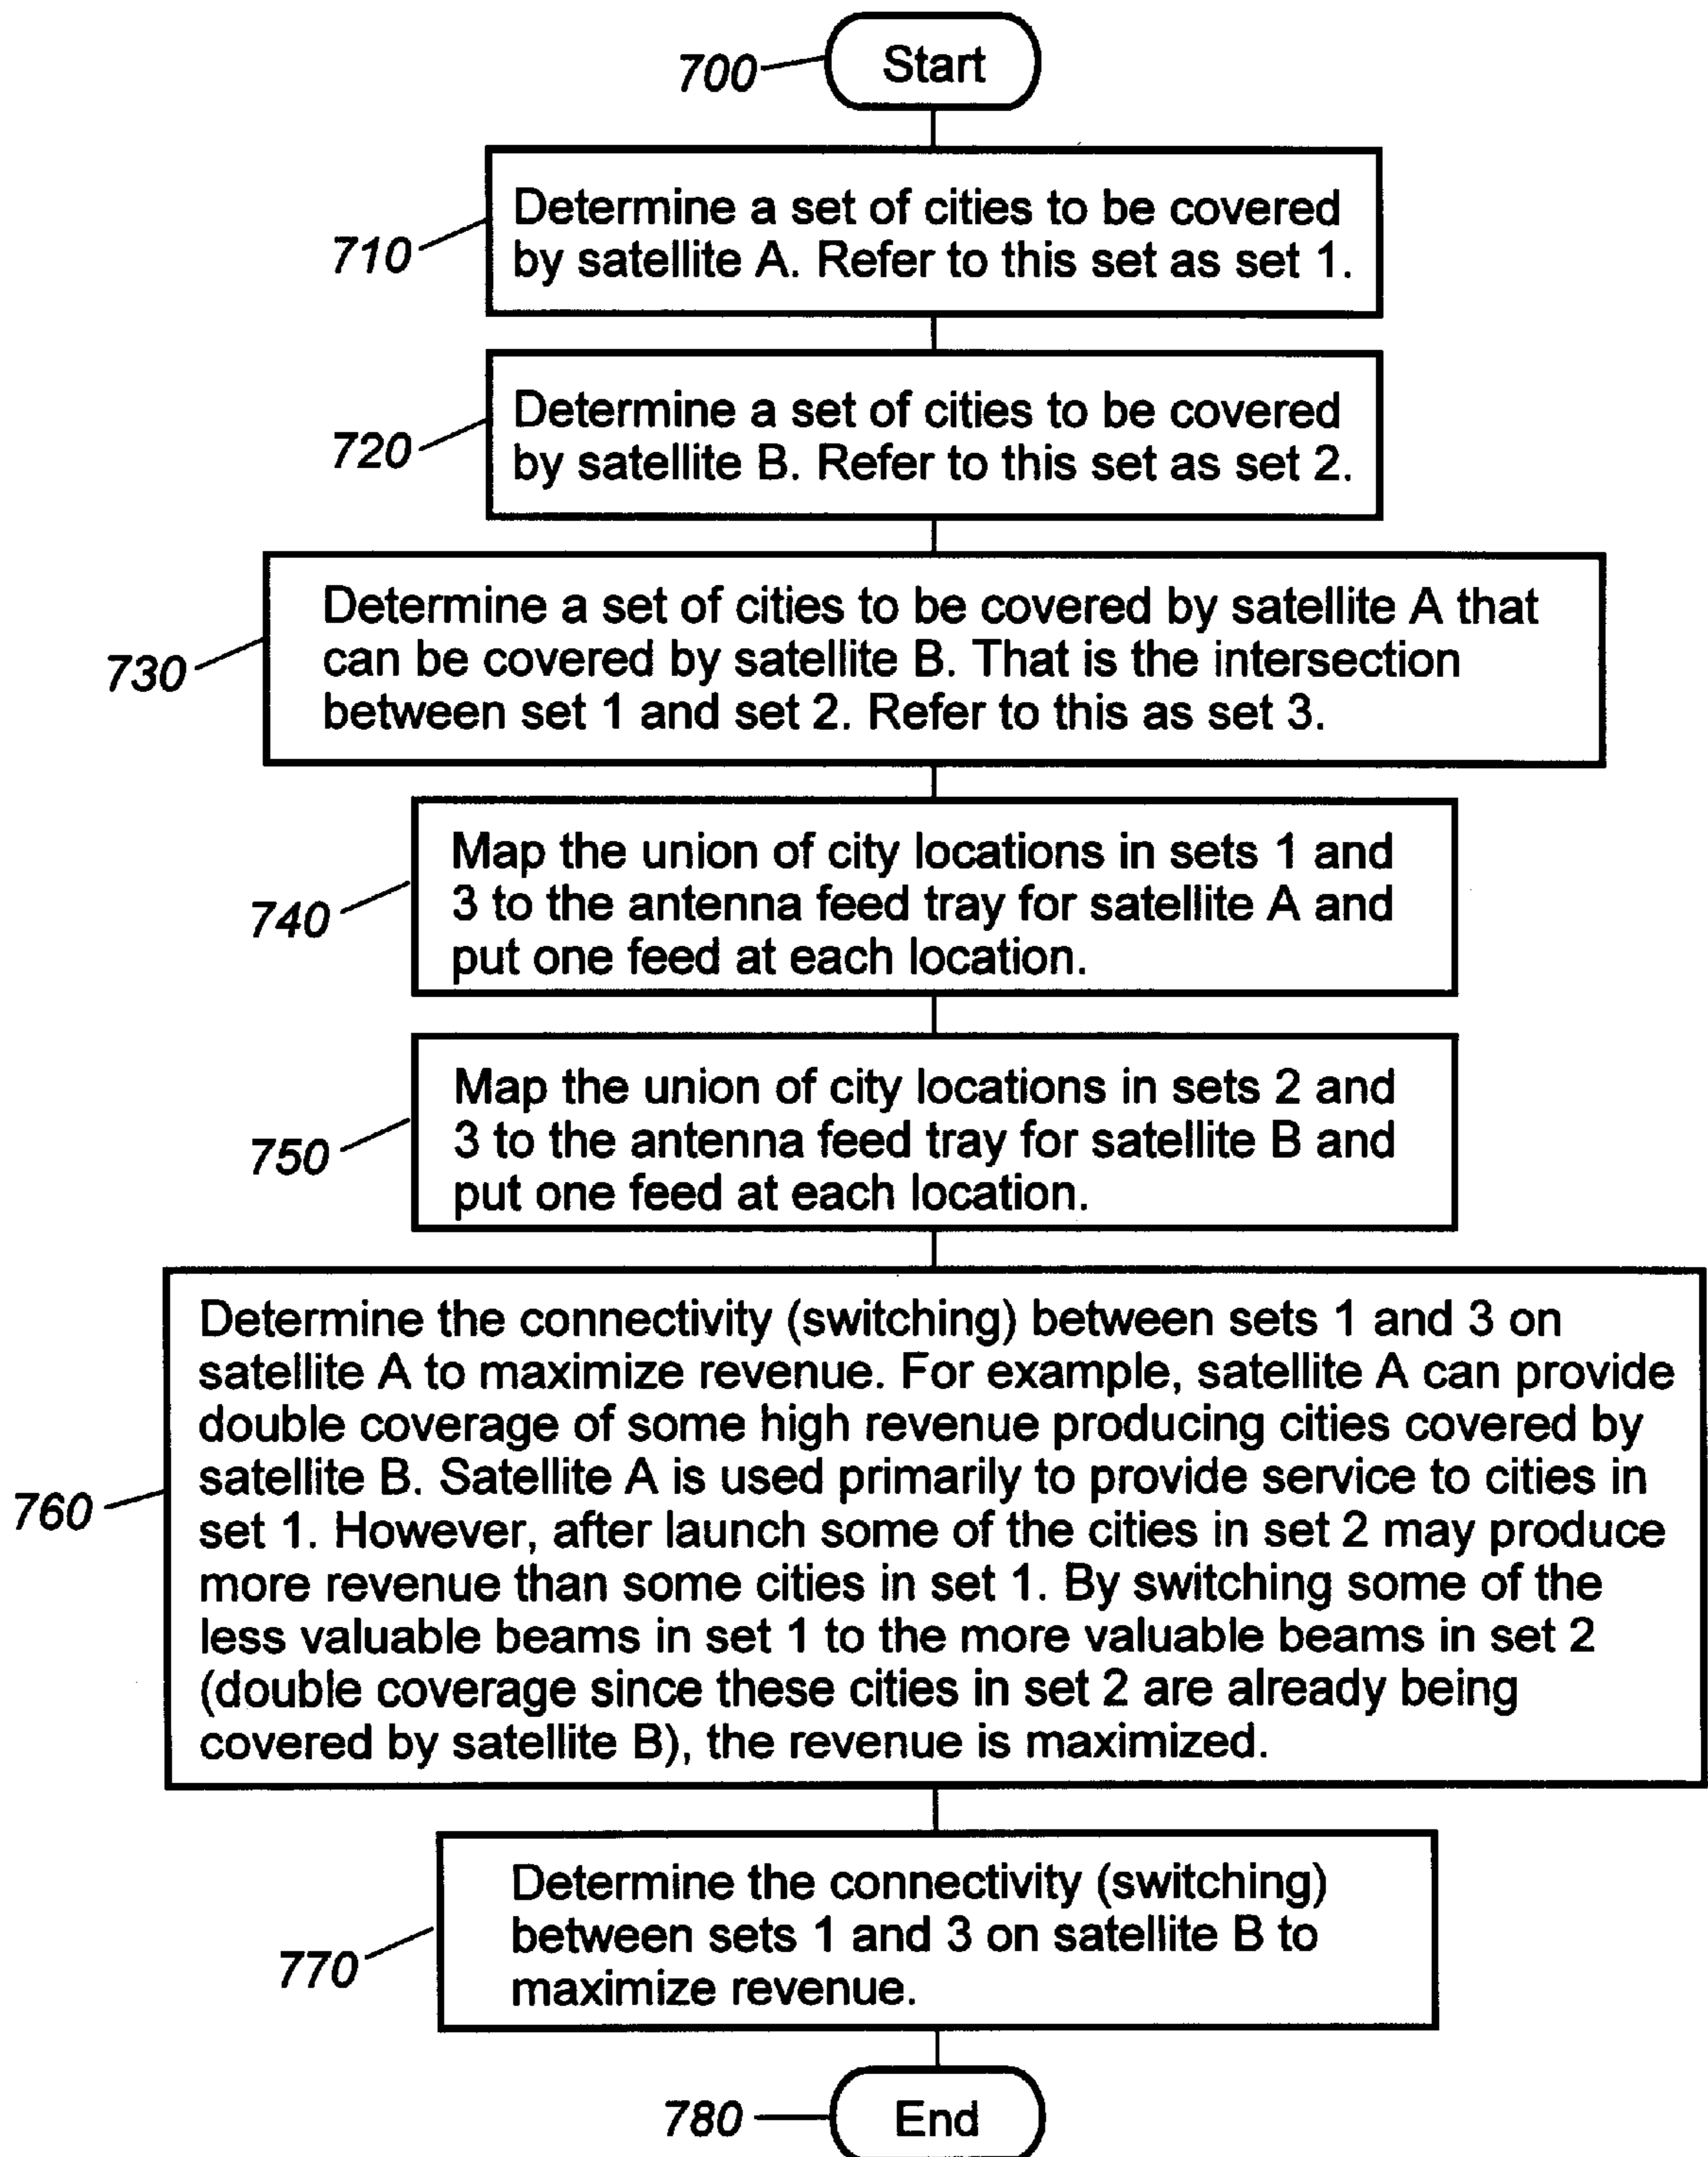 700
Start
710
Determine a set of cities to be covered
by satellite A. Refer to this set as set 1.
720
Determine a set of cities to be covered
by satellite B. Refer to this set as set 2.
730
Determine a set of cities to be covered by satellite A that
can be covered by satellite B. That is the intersection
between set 1 and set 2. Refer to this as set 3.
740
Map the union of city locations in sets 1 and
3 to the antenna feed tray for satellite A and
put one feed at each location.
750
Map the union of city locations in sets 2 and
3 to the antenna feed tray for satellite B and
put one feed at each location.
760
Determine the connectivity (switching) between sets 1 and 3 on
satellite A to maximize revenue. For example, satellite A can provide
double coverage of some high revenue producing cities covered by
satellite B. Satellite A is used primarily to provide service to cities in
set 1. However, after launch some of the cities in set 2 may produce
more revenue than some cities in set 1. By switching some of the
less valuable beams in set 1 to the more valuable beams in set 2
(double coverage since these cities in set 2 are already being
covered by satellite B), the revenue is maximized.
770
Determine the connectivity (switching)
between sets 1 and 3 on satellite B to
maximize revenue.
780
End